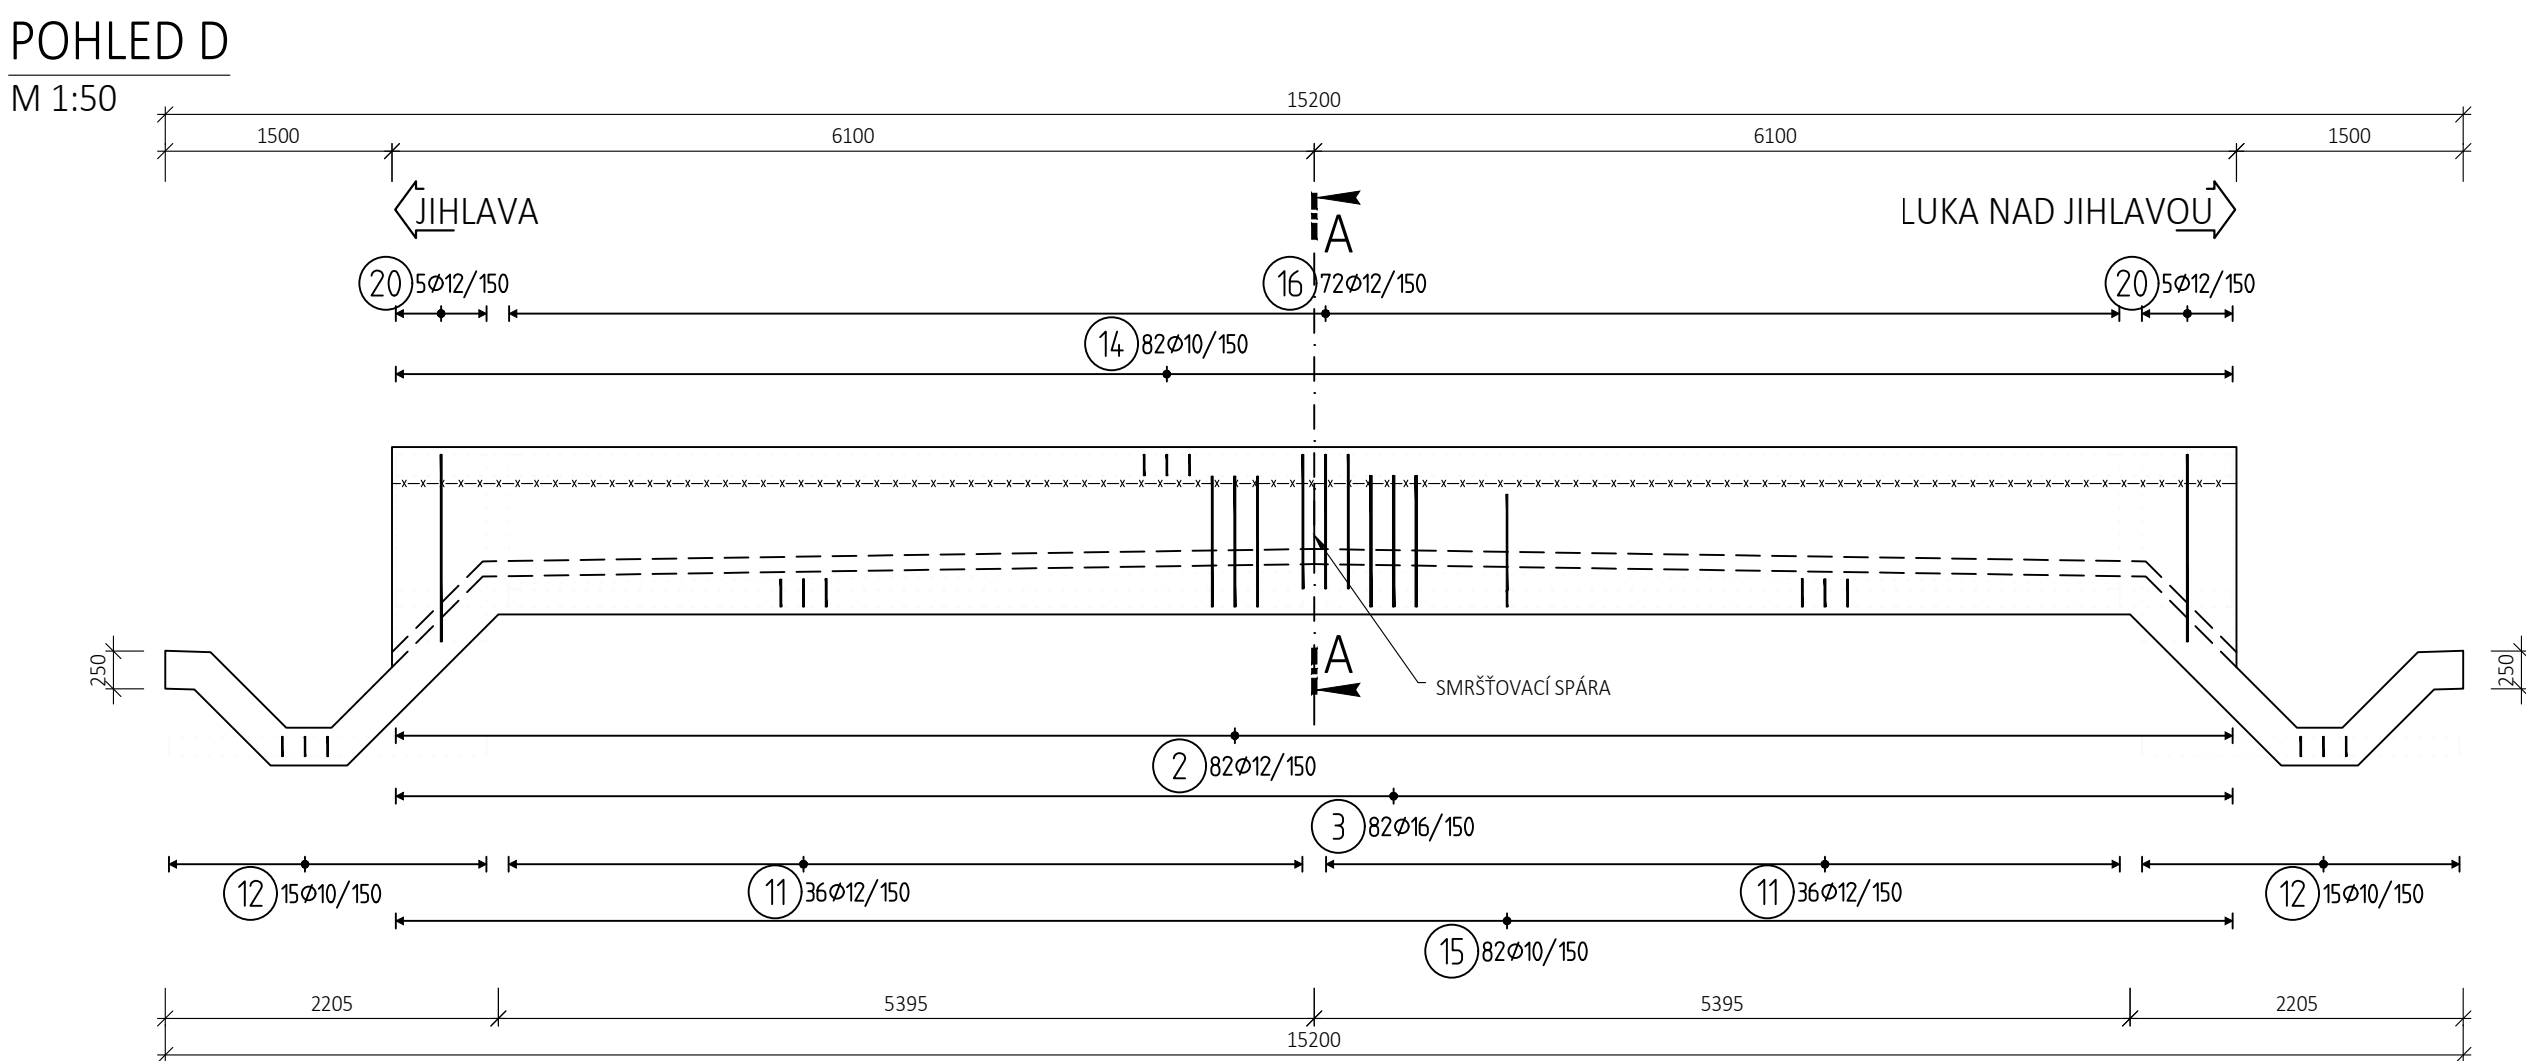 POHLED D
M 1:50
15200
1500 6100 6100 1500
JIHLAVA A LUKA NAD JIHLAVOU
20 5Ø12/150 16 72Ø12/150 20 5Ø12/150
14 82Ø10/150
250 A 250
SMRŠŤOVACÍ SPÁRA
2 82Ø12/150
3 82Ø16/150
12 15Ø10/150 11 36Ø12/150 11 36Ø12/150 12 15Ø10/150
15 82Ø10/150
2205 5395 5395 2205
15200